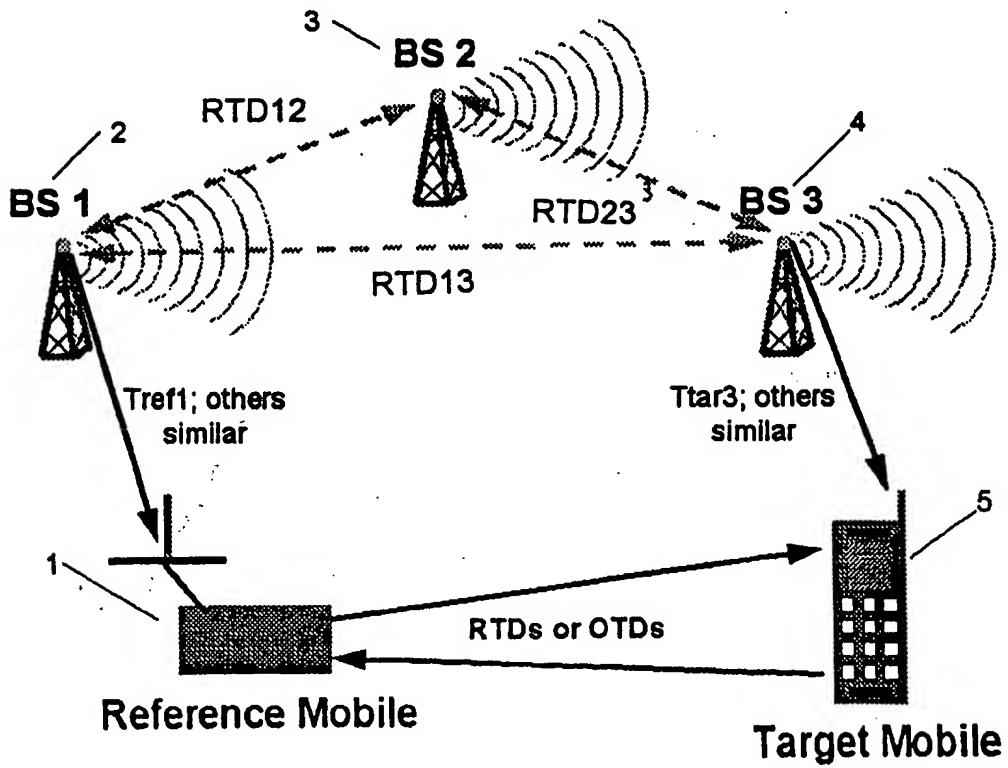 3
BS 2
RTD12
2
4
BS 1
BS 3
RTD23
RTD13
Tref1; others
similar
Ttar3; others
similar
5
1
RTDs or OTDs
Reference Mobile
Target Mobile